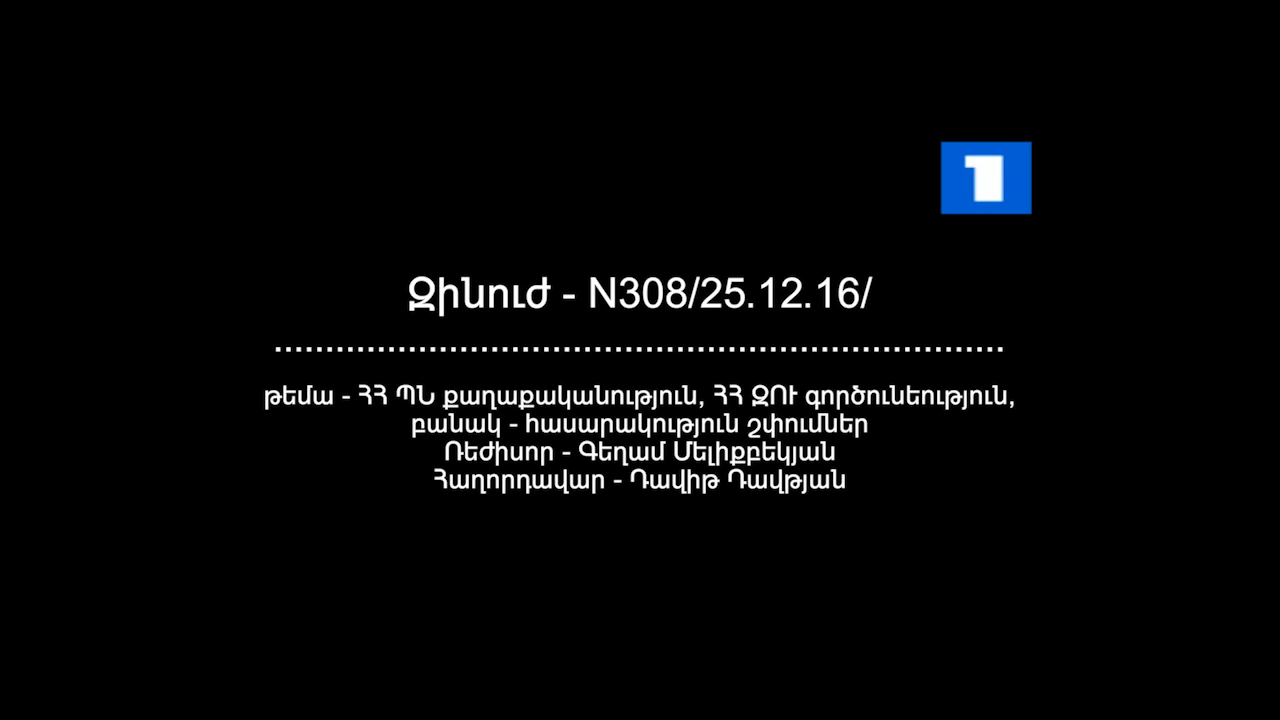 1
Զինուժ - N308/25.12.16/
թեմա - ՀՀ ՊՆ քաղաքականություն, ՀՀ ԶՈՒ գործունեություն,
բանակ - հասարակություն շփումներ
Ռեժիսոր - Գեղամ Մելիքբեկյան
Հաղորդավար - Դավիթ Դավթյան